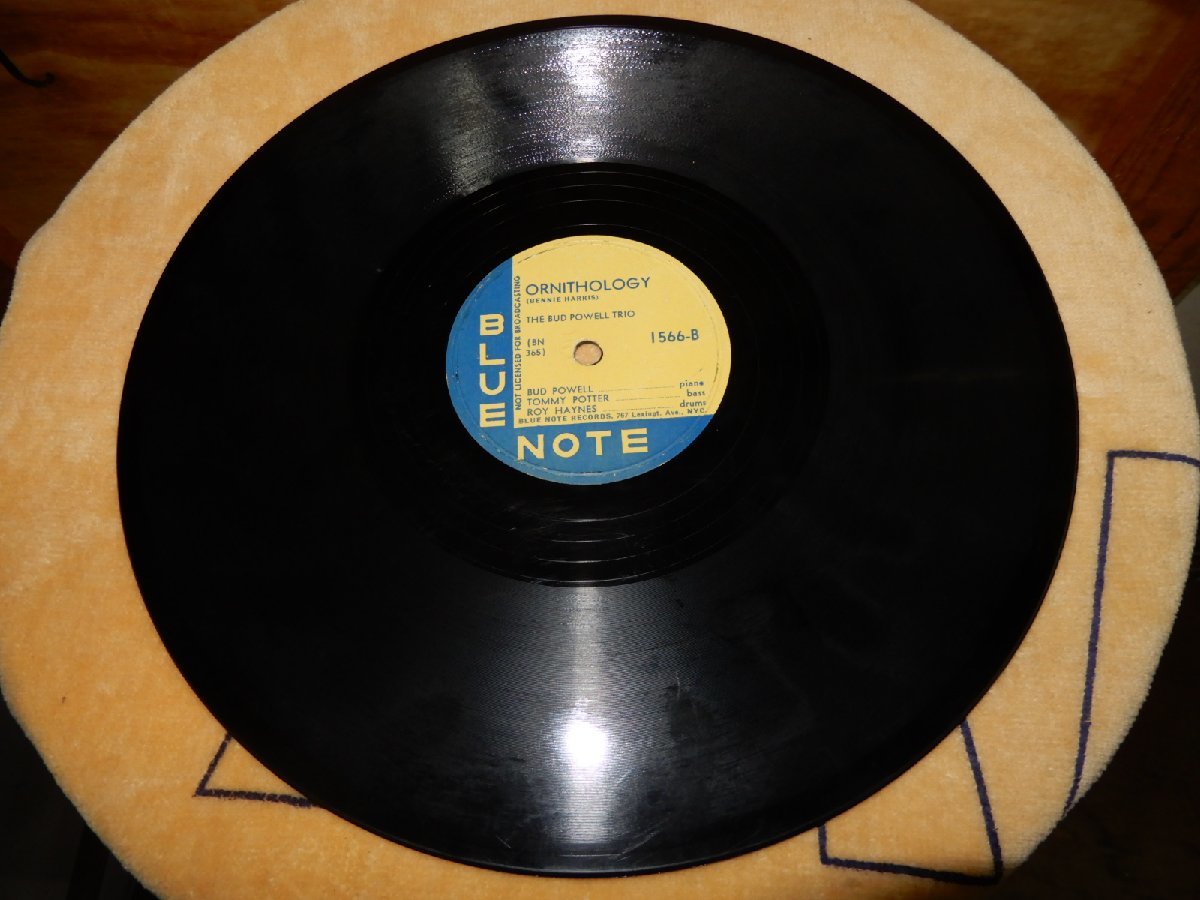 ORNITHOLOGY
(BENNIE HARRIS)
THE BUD POWELL TRIO
(BN
365)
1566-B
BUD POWELL piano
TOMMY POTTER bass
ROY HAYNES drums
BLUE NOTE RECORDS, 767 Lexingt. Ave., NYC.
NOT LICENSED FOR BROADCASTING
BLUE
NOTE